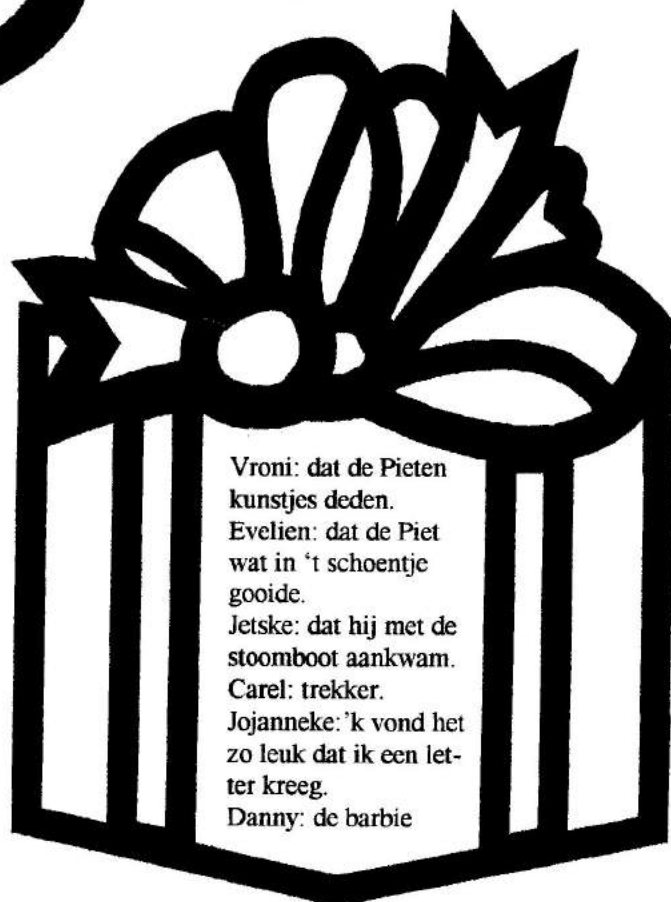 Vroni: dat de Pieten
kunstjes deden.
Evelien: dat de Piet
wat in ‘t schoentje
gooide.
Jetske: dat hij met de
stoomboot aankwam.
Carel: trekker.
Jojanneke: ’k vond het
zo leuk dat ik een let-
ter kreeg.
Danny: de barbie